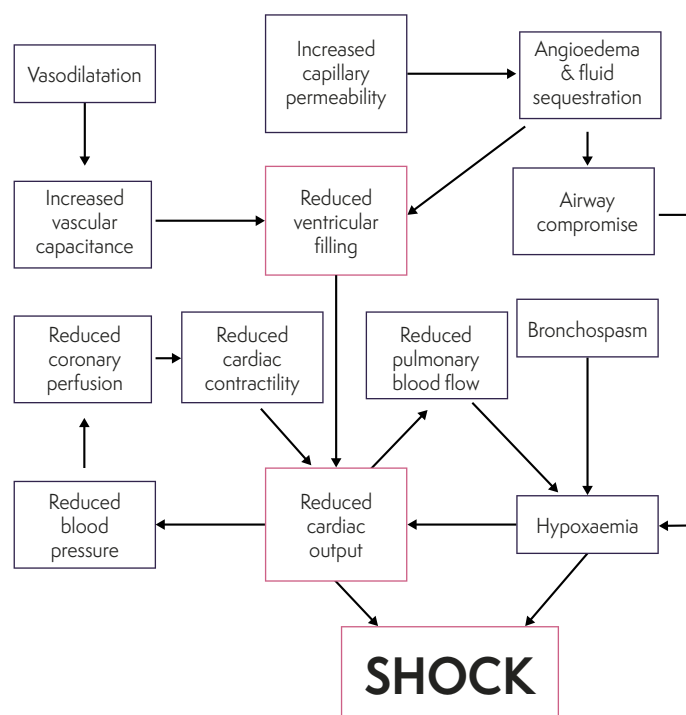 Vasodilatation
Increased
capillary
permeability
Angioedema
& fluid
sequestration
Increased
vascular
capacitance
Reduced
ventricular
filling
Airway
compromise
Reduced
coronary
perfusion
Reduced
cardiac
contractility
Reduced
pulmonary
blood flow
Bronchospasm
Reduced
blood
pressure
Reduced
cardiac
output
Hypoxaemia
SHOCK